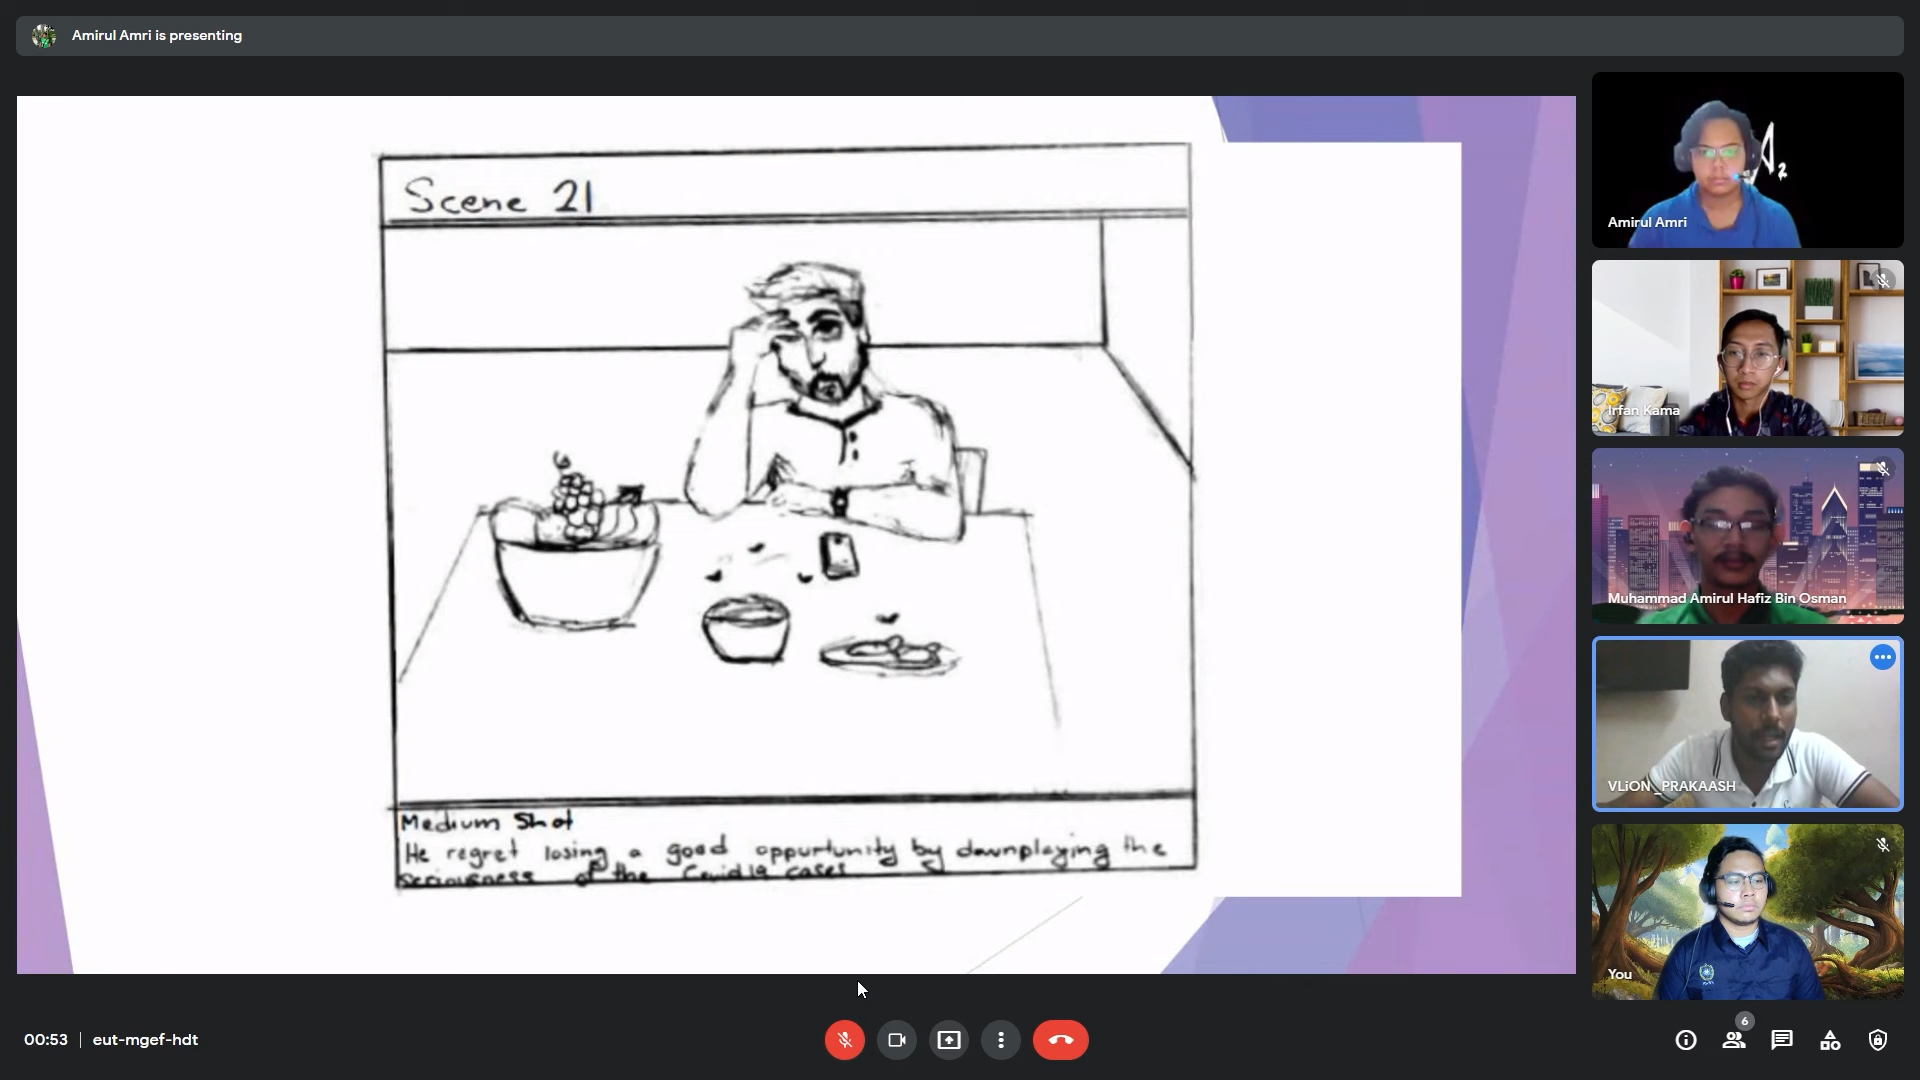 Amirul Amri is presenting
Scene 21
Medium Shot
He regret losing a good oppurtunity by downplaying the
seriousness of the Covid19 cases
Amirul Amri
Irfan Kama
Muhammad Amirul Hafiz Bin Osman
VLiON_PRAKAASH
You
00:53 | eut-mgef-hdt
6